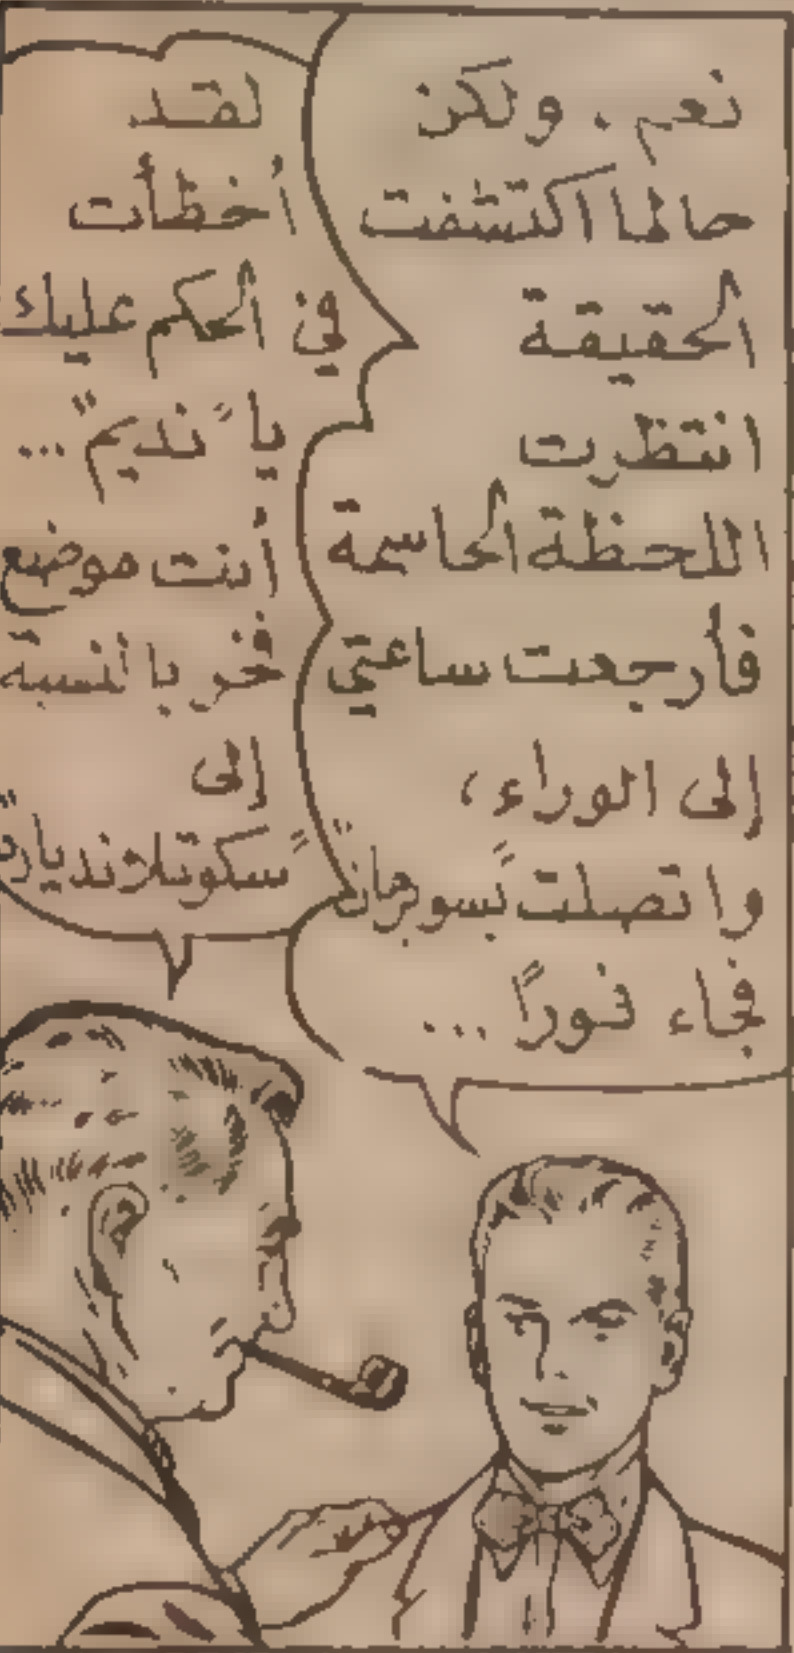 نعم . ولكن
حالما اكتشفت
الحقيقة
انتظرت
اللحظة الحاسمة
فأرجعت ساعتي
إلى الوراء،
واتصلت "بسوبرمان"
فجاء فورًا ...
لقد
أخطأت
في الحكم عليك
يا "نديم" ...
أنت موضع
فخر بالنسبة
إلى
"سكوتلانديارد"